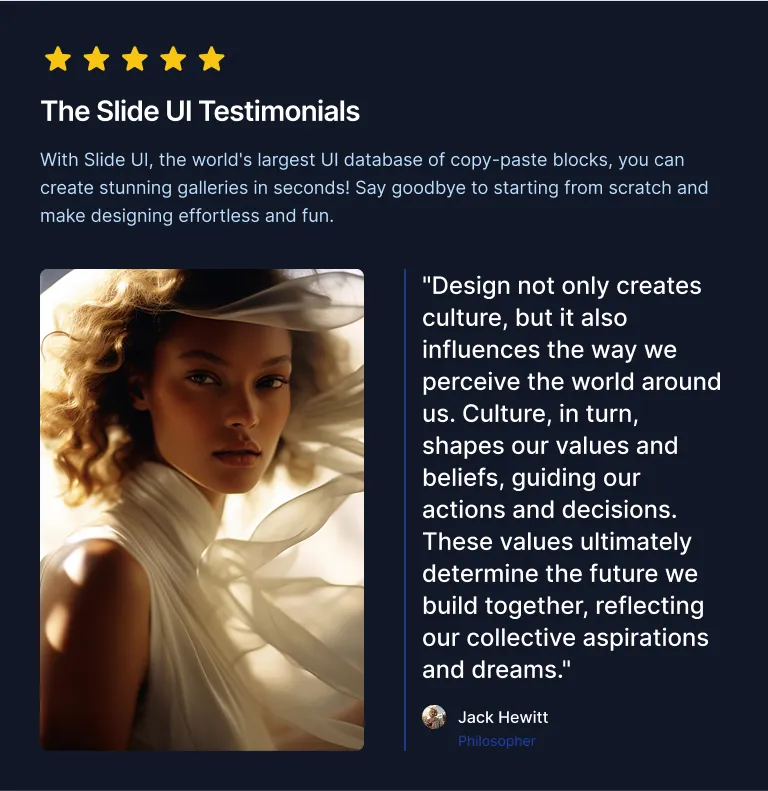 The Slide UI Testimonials
With Slide UI, the world's largest UI database of copy-paste blocks, you can
create stunning galleries in seconds! Say goodbye to starting from scratch and
make designing effortless and fun.
"Design not only creates
culture, but it also
influences the way we
perceive the world around
us. Culture, in turn,
shapes our values and
beliefs, guiding our
actions and decisions.
These values ultimately
determine the future we
build together, reflecting
our collective aspirations
and dreams."
Jack Hewitt
Philosopher